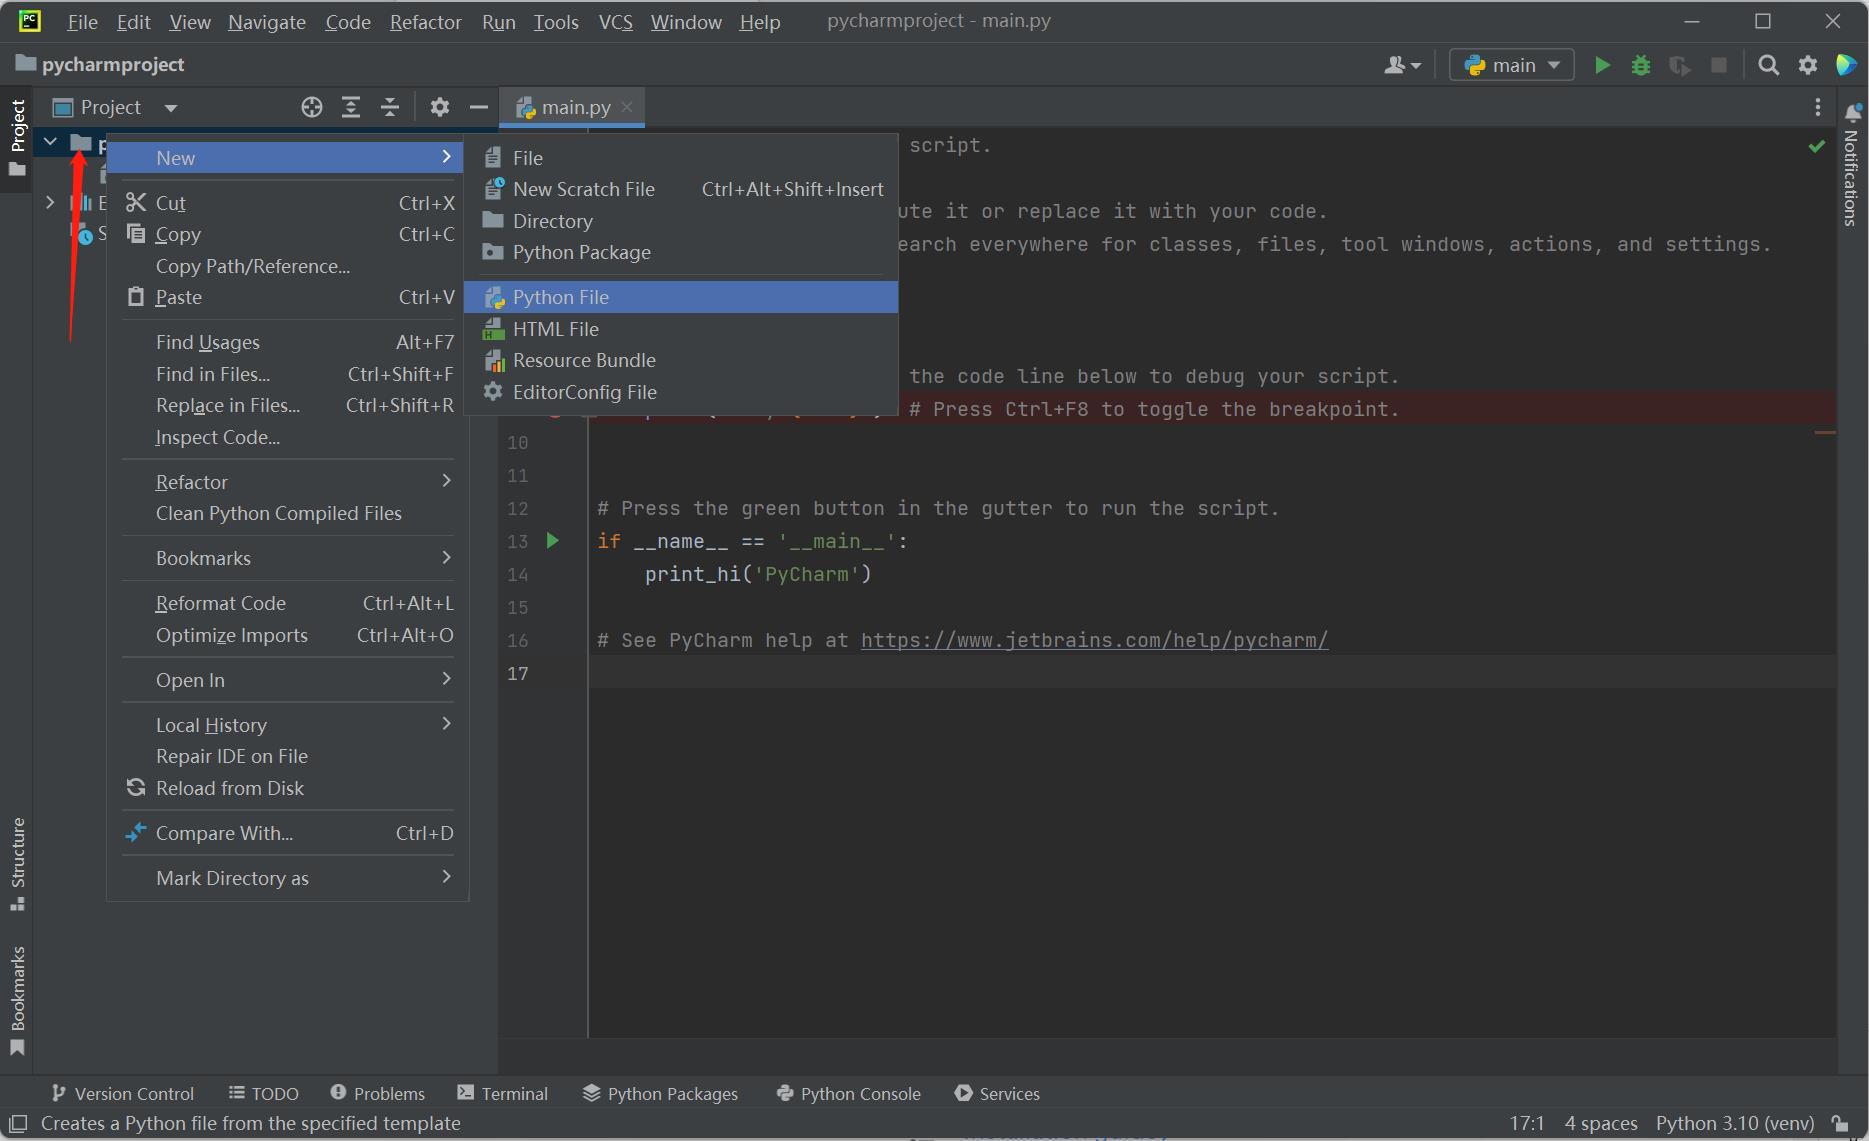 File Edit View Navigate Code Refactor Run Tools VCS Window Help pycharmproject - main.py
pycharmproject
main
Project
Project
main.py
Notifications
New
Cut Ctrl+X
Copy Ctrl+C
Copy Path/Reference...
Paste Ctrl+V
Find Usages Alt+F7
Find in Files... Ctrl+Shift+F
Replace in Files... Ctrl+Shift+R
Inspect Code...
Refactor
Clean Python Compiled Files
Bookmarks
Reformat Code Ctrl+Alt+L
Optimize Imports Ctrl+Alt+O
Open In
Local History
Repair IDE on File
Reload from Disk
Compare With... Ctrl+D
Mark Directory as
File
New Scratch File Ctrl+Alt+Shift+Insert
Directory
Python Package
Python File
HTML File
Resource Bundle
EditorConfig File
script.
ute it or replace it with your code.
earch everywhere for classes, files, tool windows, actions, and settings.
the code line below to debug your script.
# Press Ctrl+F8 to toggle the breakpoint.
10
11
12 # Press the green button in the gutter to run the script.
13 if __name__ == '__main__':
14 print_hi('PyCharm')
15
16 # See PyCharm help at https://www.jetbrains.com/help/pycharm/
17
Structure
Bookmarks
Version Control TODO Problems Terminal Python Packages Python Console Services
Creates a Python file from the specified template 17:1 4 spaces Python 3.10 (venv)